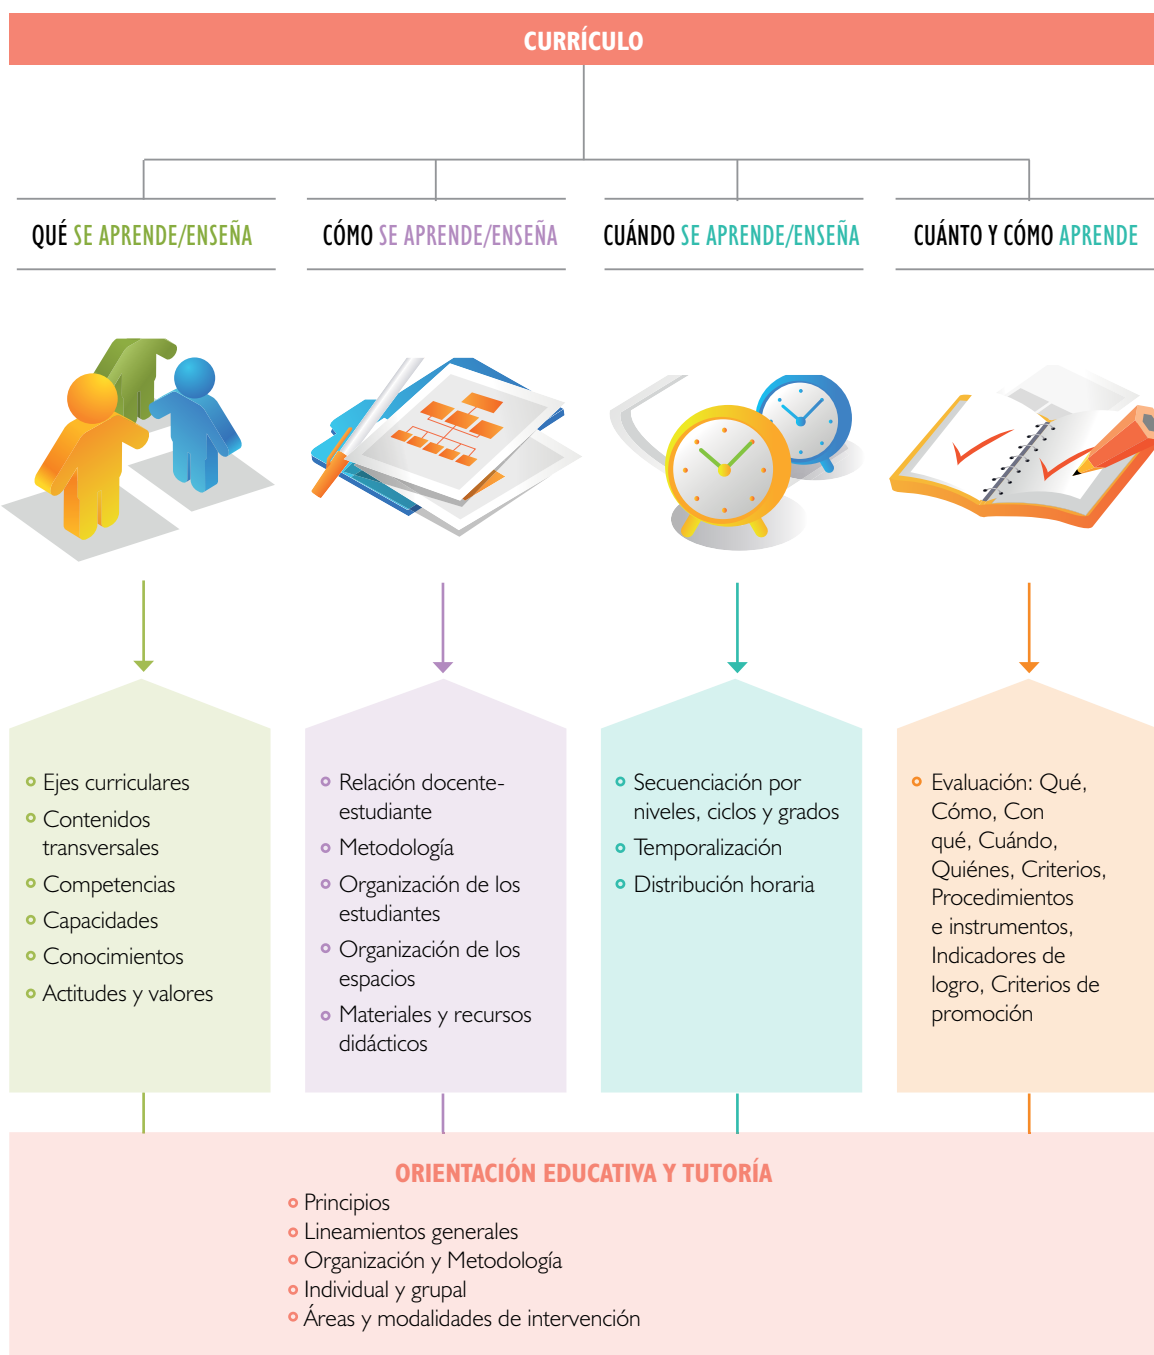 CURRÍCULO
QUÉ SE APRENDE/ENSEÑA
CÓMO SE APRENDE/ENSEÑA
CUÁNDO SE APRENDE/ENSEÑA
CUÁNTO Y CÓMO APRENDE
Ejes curriculares
Contenidos
transversales
Competencias
Capacidades
Conocimientos
Actitudes y valores
Relación docente-
estudiante
Metodología
Organización de los
estudiantes
Organización de los
espacios
Materiales y recursos
didácticos
Secuenciación por
niveles, ciclos y grados
Temporalización
Distribución horaria
Evaluación: Qué,
Cómo, Con
qué, Cuándo,
Quiénes, Criterios,
Procedimientos
e instrumentos,
Indicadores de
logro, Criterios de
promoción
ORIENTACIÓN EDUCATIVA Y TUTORÍA
Principios
Lineamientos generales
Organización y Metodología
Individual y grupal
Áreas y modalidades de intervención